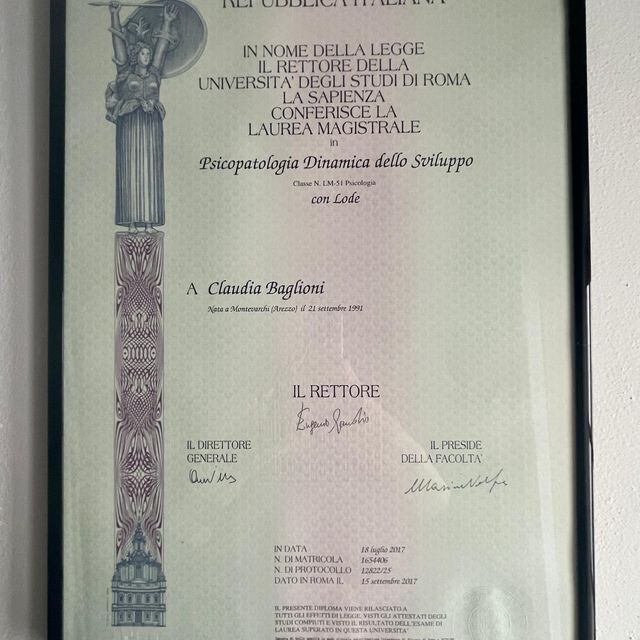 REPUBBLICA ITALIANA
IN NOME DELLA LEGGE
IL RETTORE DELLA
UNIVERSITA' DEGLI STUDI DI ROMA
LA SAPIENZA
CONFERISCE LA
LAUREA MAGISTRALE
in
Psicopatologia Dinamica dello Sviluppo
Classe N. LM-51 Psicologia
con Lode
A Claudia Baglioni
Nata a Montevarchi (Arezzo) il 21 settembre 1991
IL RETTORE
IL DIRETTORE
GENERALE
IL PRESIDE
DELLA FACOLTA'
IN DATA 18 luglio 2017
N. DI MATRICOLA 1654406
N. DI PROTOCOLLO 12822/25
DATO IN ROMA IL 15 settembre 2017
IL PRESENTE DIPLOMA VIENE RILASCIATO A
TUTTI GLI EFFETTI DI LEGGE, VISTI GLI ATTESTATI DEGLI
STUDI COMPIUTI E VISTO IL RISULTATO DELL'ESAME DI
LAUREA SUPERATO IN QUESTA UNIVERSITA'